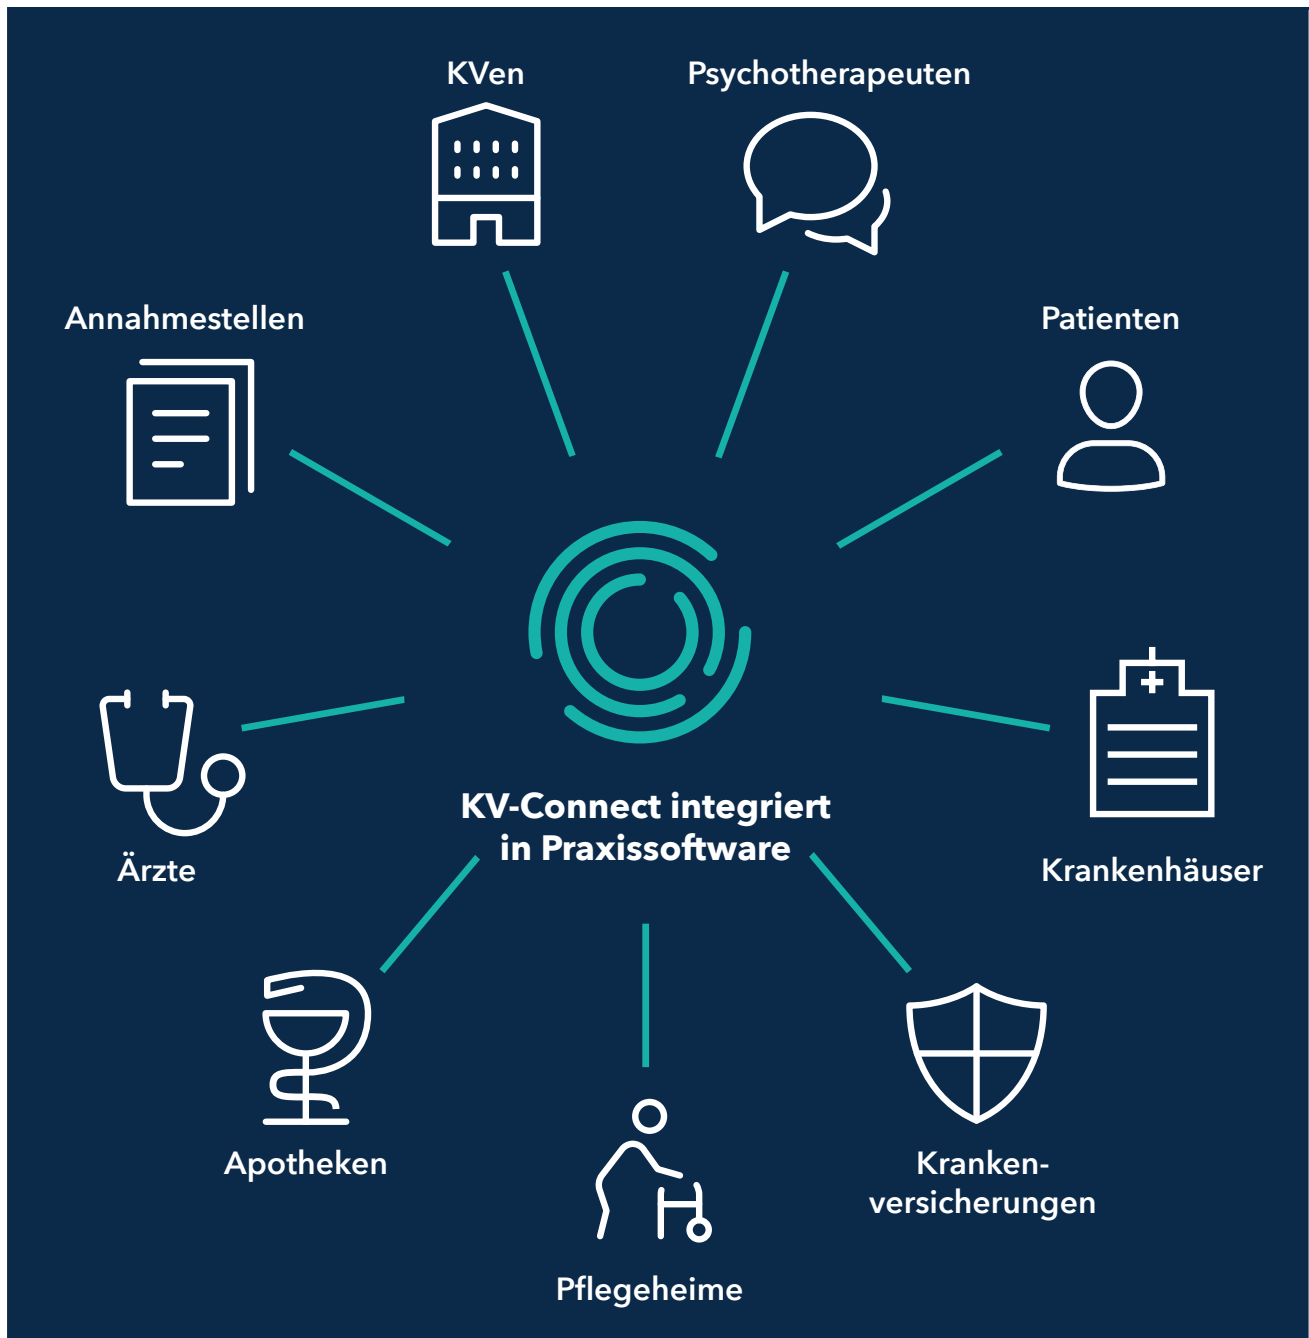 KVen
Psychotherapeuten
Annahmestellen
Patienten
KV-Connect integriert
in Praxissoftware
Ärzte
Krankenhäuser
Apotheken
Kranken-
versicherungen
Pflegeheime